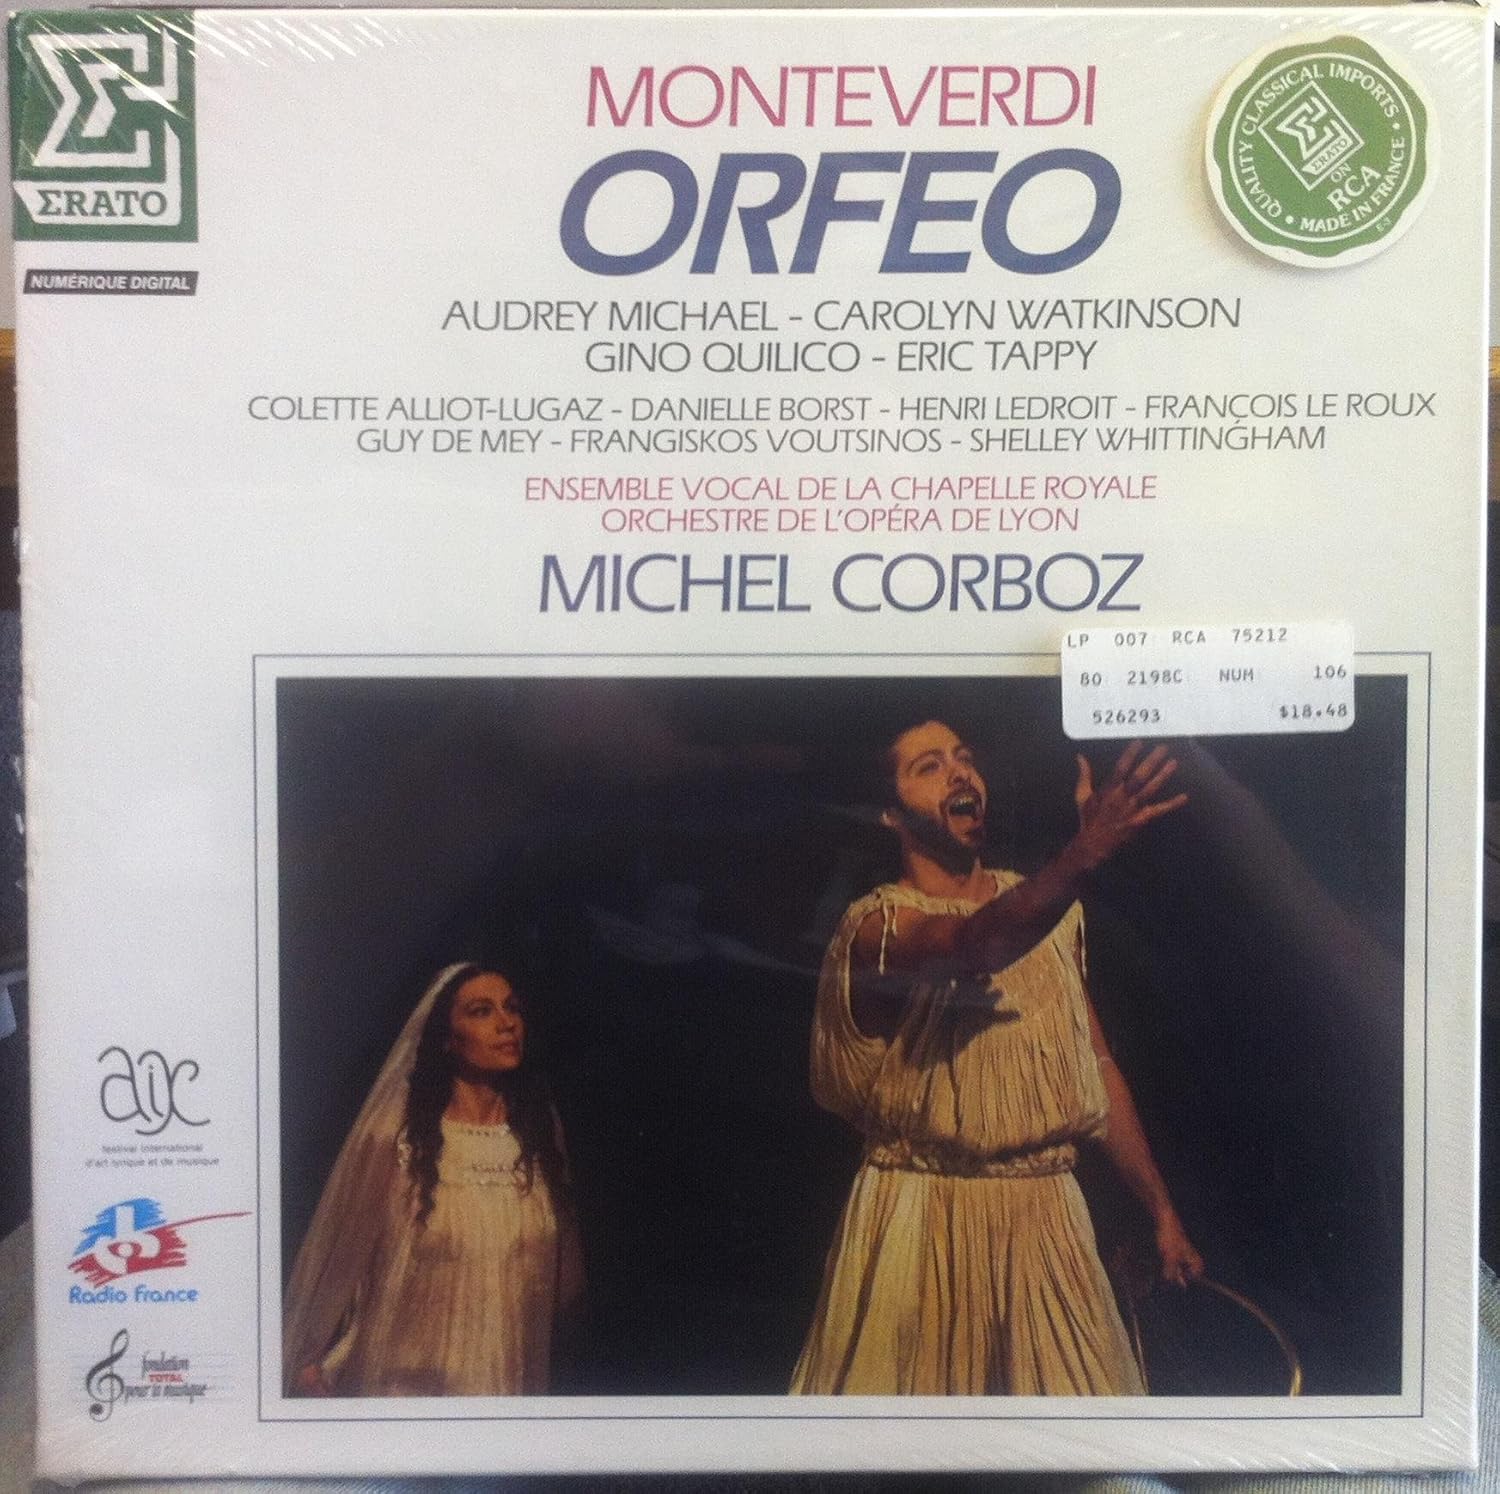 ΣRATO
NUMÉRIQUE DIGITAL
MONTEVERDI
ORFEO
QUALITY CLASSICAL IMPORTS • MADE IN FRANCE •
ΣRATO
ON
RCA
E-3
AUDREY MICHAEL - CAROLYN WATKINSON
GINO QUILICO - ERIC TAPPY
COLETTE ALLIOT-LUGAZ - DANIELLE BORST - HENRI LEDROIT - FRANÇOIS LE ROUX
GUY DE MEY - FRANGISKOS VOUTSINOS - SHELLEY WHITTINGHAM
ENSEMBLE VOCAL DE LA CHAPELLE ROYALE
ORCHESTRE DE L'OPÉRA DE LYON
MICHEL CORBOZ
LP 007 RCA 75212
80 2198C NUM 106
526293 $18.48
aix
festival international
d'art lyrique et de musique
Radio France
fondation
TOTAL
pour la musique